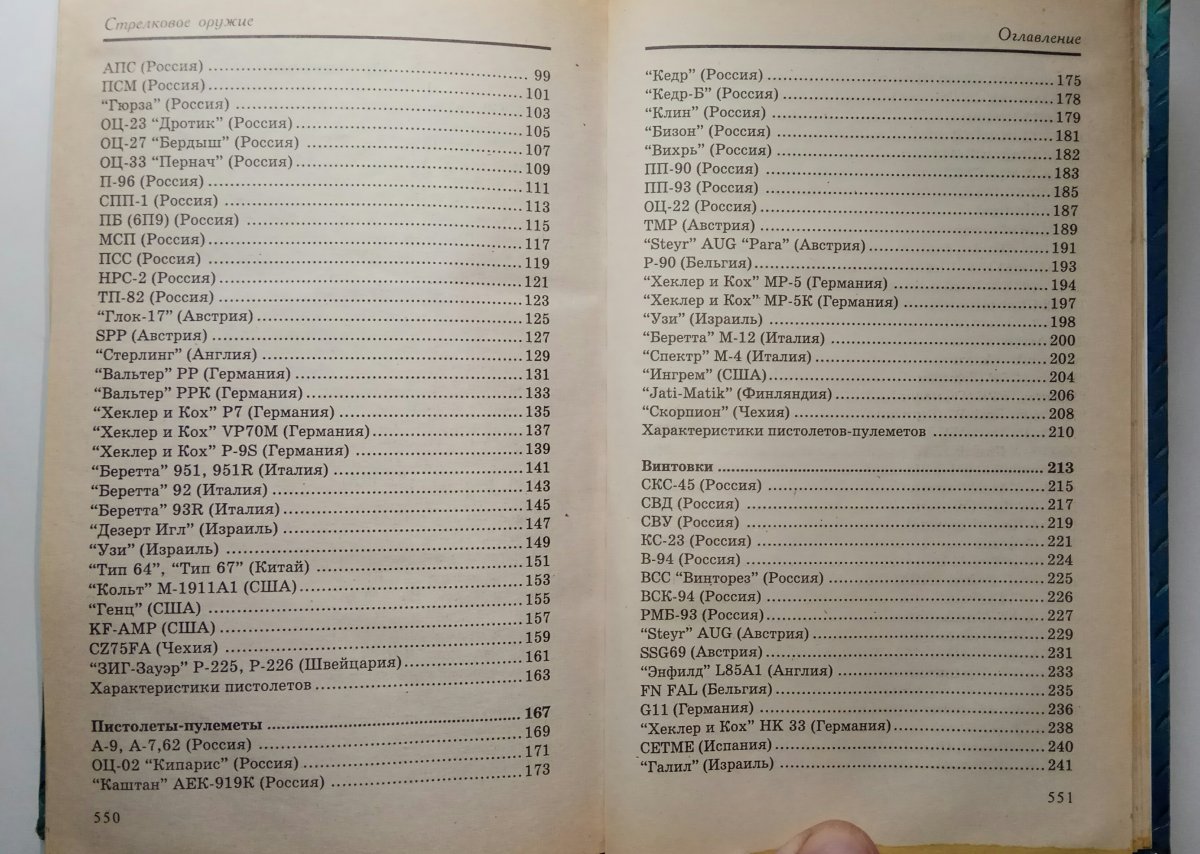 Стрелковое оружие
АПС (Россия) 99
ПСМ (Россия) 101
“Гюрза” (Россия) 103
ОЦ-23 “Дротик” (Россия) 105
ОЦ-27 “Бердыш” (Россия) 107
ОЦ-33 “Пернач” (Россия) 109
П-96 (Россия) 111
СПП-1 (Россия) 113
ПБ (6П9) (Россия) 115
МСП (Россия) 117
ПСС (Россия) 119
НРС-2 (Россия) 121
ТП-82 (Россия) 123
“Глок-17” (Австрия) 125
SPP (Австрия) 127
“Стерлинг” (Англия) 129
“Вальтер” PP (Германия) 131
“Вальтер” PPK (Германия) 133
“Хеклер и Кох” P7 (Германия) 135
“Хеклер и Кох” VP70M (Германия) 137
“Хеклер и Кох” P-9S (Германия) 139
“Беретта” 951, 951R (Италия) 141
“Беретта” 92 (Италия) 143
“Беретта” 93R (Италия) 145
“Дезерт Игл” (Израиль) 147
“Узи” (Израиль) 149
“Тип 64”, “Тип 67” (Китай) 151
“Кольт” М-1911А1 (США) 153
“Генц” (США) 155
KF-AMP (США) 157
CZ75FA (Чехия) 159
“ЗИГ-Зауэр” Р-225, Р-226 (Швейцария) 161
Характеристики пистолетов 163
Пистолеты-пулеметы 167
А-9, А-7,62 (Россия) 169
ОЦ-02 “Кипарис” (Россия) 171
“Каштан” АЕК-919К (Россия) 173
550
Оглавление
“Кедр” (Россия) 175
“Кедр-Б” (Россия) 178
“Клин” (Россия) 179
“Бизон” (Россия) 181
“Вихрь” (Россия) 182
ПП-90 (Россия) 183
ПП-93 (Россия) 185
ОЦ-22 (Россия) 187
ТМР (Австрия) 189
“Steyr” AUG “Para” (Австрия) 191
Р-90 (Бельгия) 193
“Хеклер и Кох” МР-5 (Германия) 194
“Хеклер и Кох” МР-5К (Германия) 197
“Узи” (Израиль) 198
“Беретта” М-12 (Италия) 200
“Спектр” М-4 (Италия) 202
“Ингрем” (США) 204
“Jati-Matik” (Финляндия) 206
“Скорпион” (Чехия) 208
Характеристики пистолетов-пулеметов 210
Винтовки 213
СКС-45 (Россия) 215
СВД (Россия) 217
СВУ (Россия) 219
КС-23 (Россия) 221
В-94 (Россия) 224
ВСС “Винторез” (Россия) 225
ВСК-94 (Россия) 226
РМБ-93 (Россия) 227
“Steyr” AUG (Австрия) 229
SSG69 (Австрия) 231
“Энфилд” L85A1 (Англия) 233
FN FAL (Бельгия) 235
G11 (Германия) 236
“Хеклер и Кох” НК 33 (Германия) 238
CETME (Испания) 240
“Галил” (Израиль) 241
551